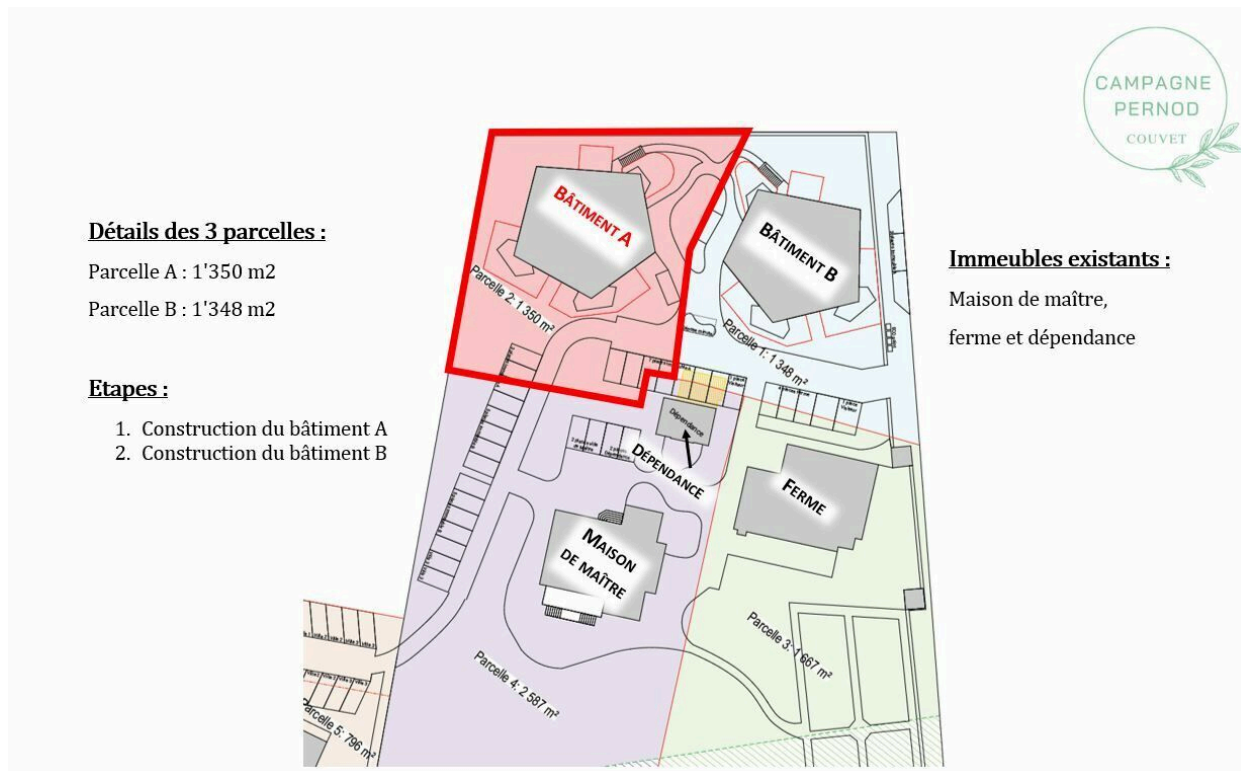 CAMPAGNE
PERNOD
COUVET
Détails des 3 parcelles :
Parcelle A : 1'350 m2
Parcelle B : 1'348 m2
Etapes :
1. Construction du bâtiment A
2. Construction du bâtiment B
Immeubles existants :
Maison de maître,
ferme et dépendance
BÂTIMENT A
Parcelle 2: 1 350 m²
BÂTIMENT B
Parcelle 1: 1 348 m²
Dépendance
DÉPENDANCE
FERME
MAISON
DE MAÎTRE
Parcelle 3: 1 667 m²
Parcelle 4: 2 587 m²
Parcelle 5: 796 m²